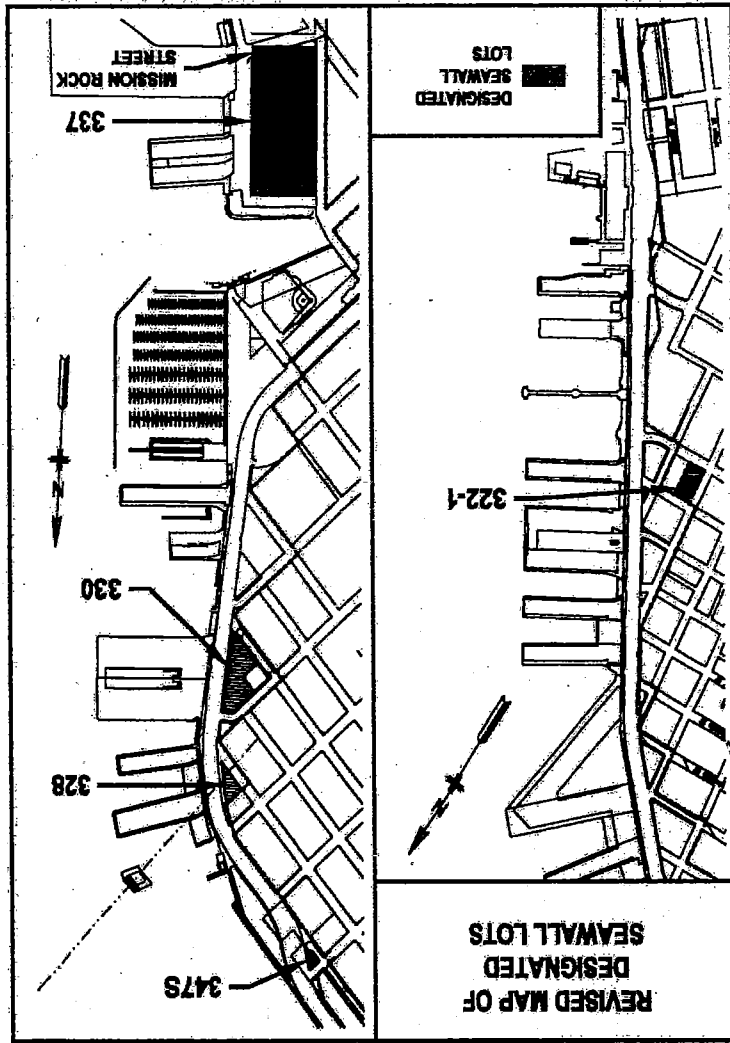 REVISED MAP OF
DESIGNATED
SEAWALL LOTS
347S
328
330
N
337
MISSION ROCK
STREET
N
322-1
DESIGNATED
SEAWALL
LOTS